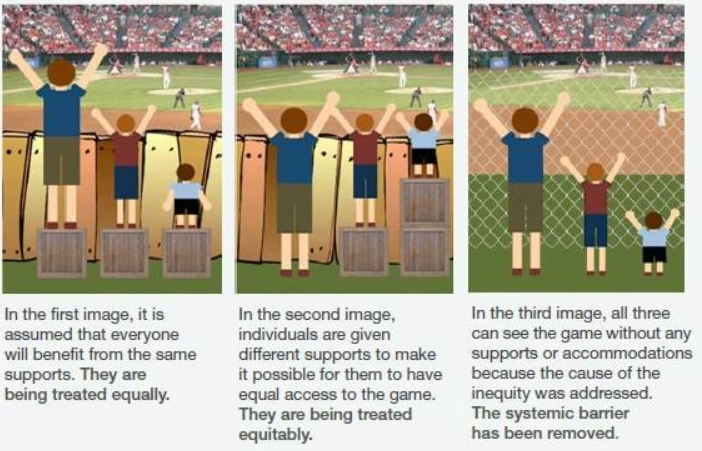 In the first image, it is
assumed that everyone
will benefit from the same
supports. They are
being treated equally.
In the second image,
individuals are given
different supports to make
it possible for them to have
equal access to the game.
They are being treated
equitably.
In the third image, all three
can see the game without any
supports or accommodations
because the cause of the
inequity was addressed.
The systemic barrier
has been removed.